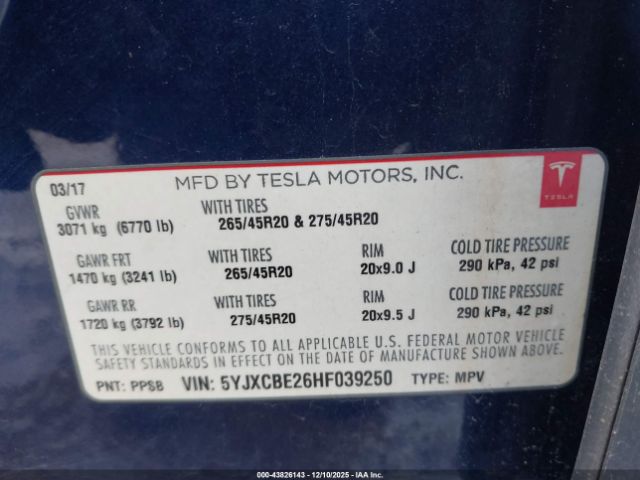 03/17 MFD BY TESLA MOTORS, INC.
TESLA
GVWR WITH TIRES
3071 kg (6770 lb) 265/45R20 & 275/45R20
GAWR FRT WITH TIRES RIM COLD TIRE PRESSURE
1470 kg (3241 lb) 265/45R20 20x9.0 J 290 kPa, 42 psi
GAWR RR WITH TIRES RIM COLD TIRE PRESSURE
1720 kg (3792 lb) 275/45R20 20x9.5 J 290 kPa, 42 psi
THIS VEHICLE CONFORMS TO ALL APPLICABLE U.S. FEDERAL MOTOR VEHICLE
SAFETY STANDARDS IN EFFECT ON THE DATE OF MANUFACTURE SHOWN ABOVE.
PNT: PPSB VIN: 5YJXCBE26HF039250 TYPE: MPV
000-43826143 - 12/10/2025 - IAA Inc.